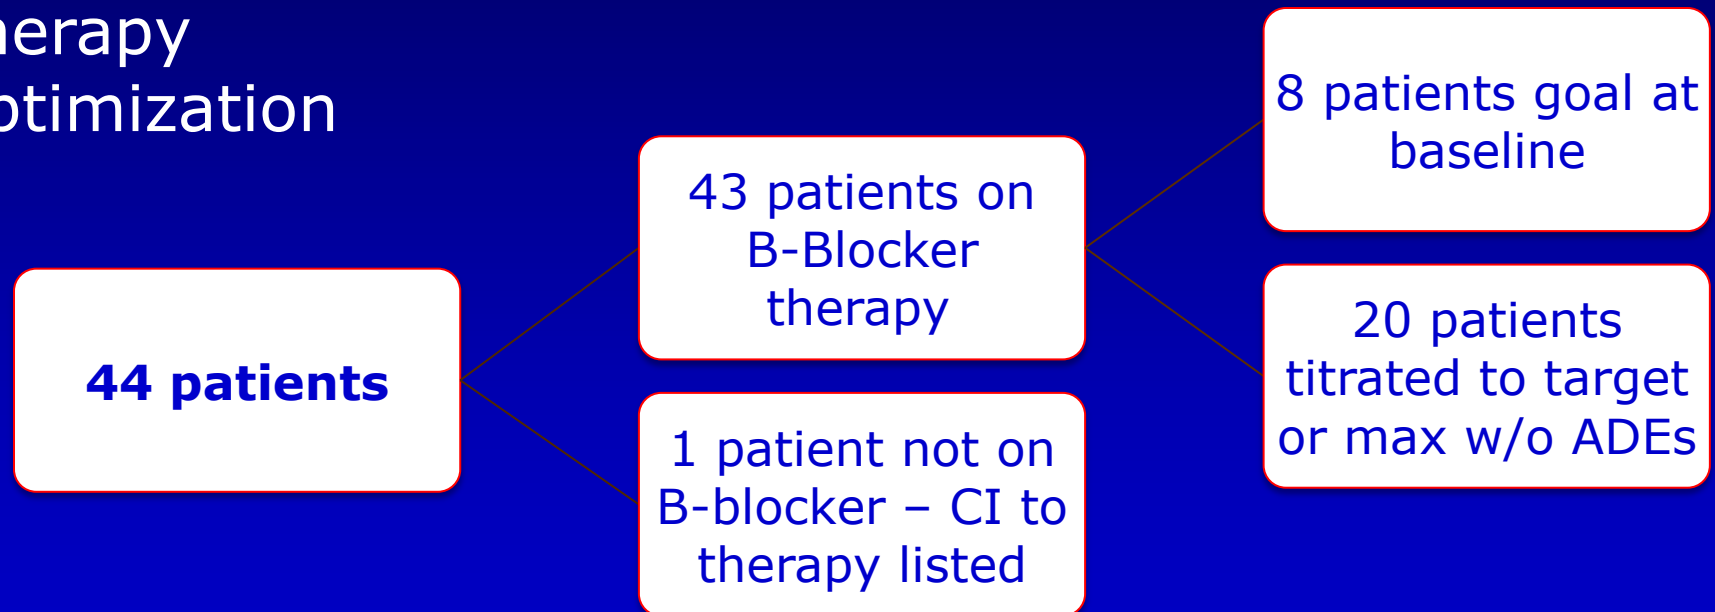 herapy
ptimization
44 patients
43 patients on
B-Blocker
therapy
1 patient not on
B-blocker – CI to
therapy listed
8 patients goal at
baseline
20 patients
titrated to target
or max w/o ADEs